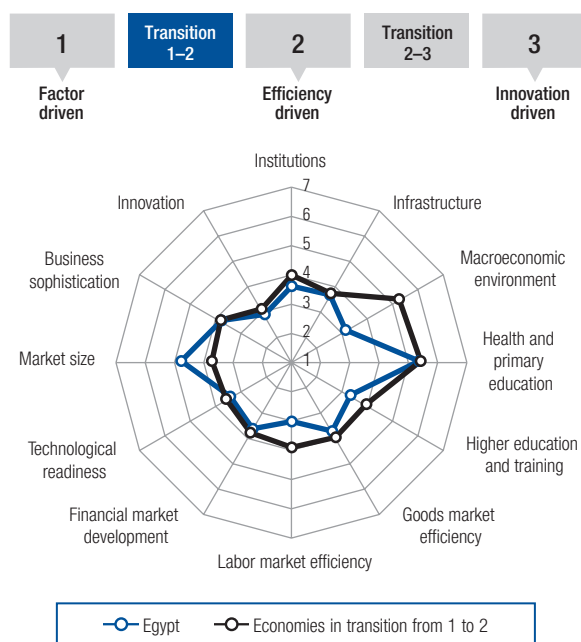 1
Transition
1–2
2
Transition
2–3
3
Factor
driven
Efficiency
driven
Innovation
driven
Institutions
Infrastructure
Macroeconomic
environment
Health and
primary
education
Higher education
and training
Goods market
efficiency
Labor market efficiency
Financial market
development
Technological
readiness
Market size
Business
sophistication
Innovation
7
6
5
4
3
2
1
Egypt
Economies in transition from 1 to 2